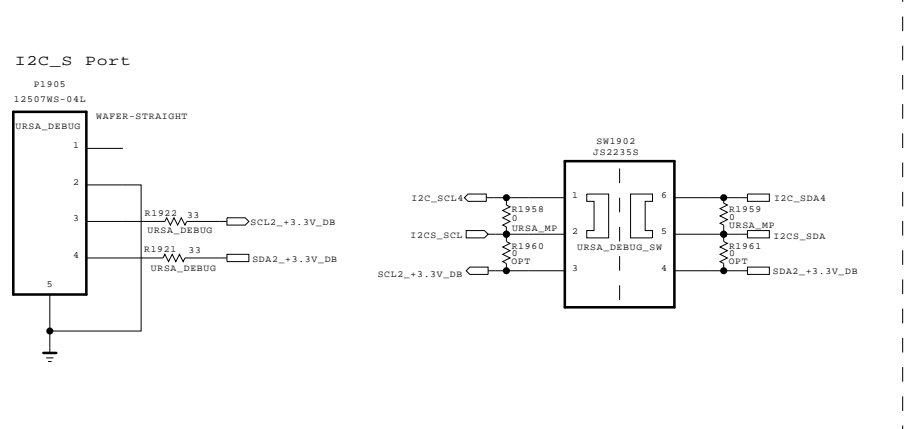 I2C_S Port
P1905
12507WS-04L
WAFER-STRAIGHT
URSA_DEBUG
1
2
3
R1922 33
URSA_DEBUG
SCL2_+3.3V_DB
4
R1921 33
URSA_DEBUG
SDA2_+3.3V_DB
5
SW1902
JS2235S
I2C_SCL4
1
6
I2C_SDA4
R1958
0
URSA_MP
R1959
0
URSA_MP
I2CS_SCL
2
5
I2CS_SDA
URSA_DEBUG_SW
R1960
0
OPT
R1961
0
OPT
SCL2_+3.3V_DB
3
4
SDA2_+3.3V_DB